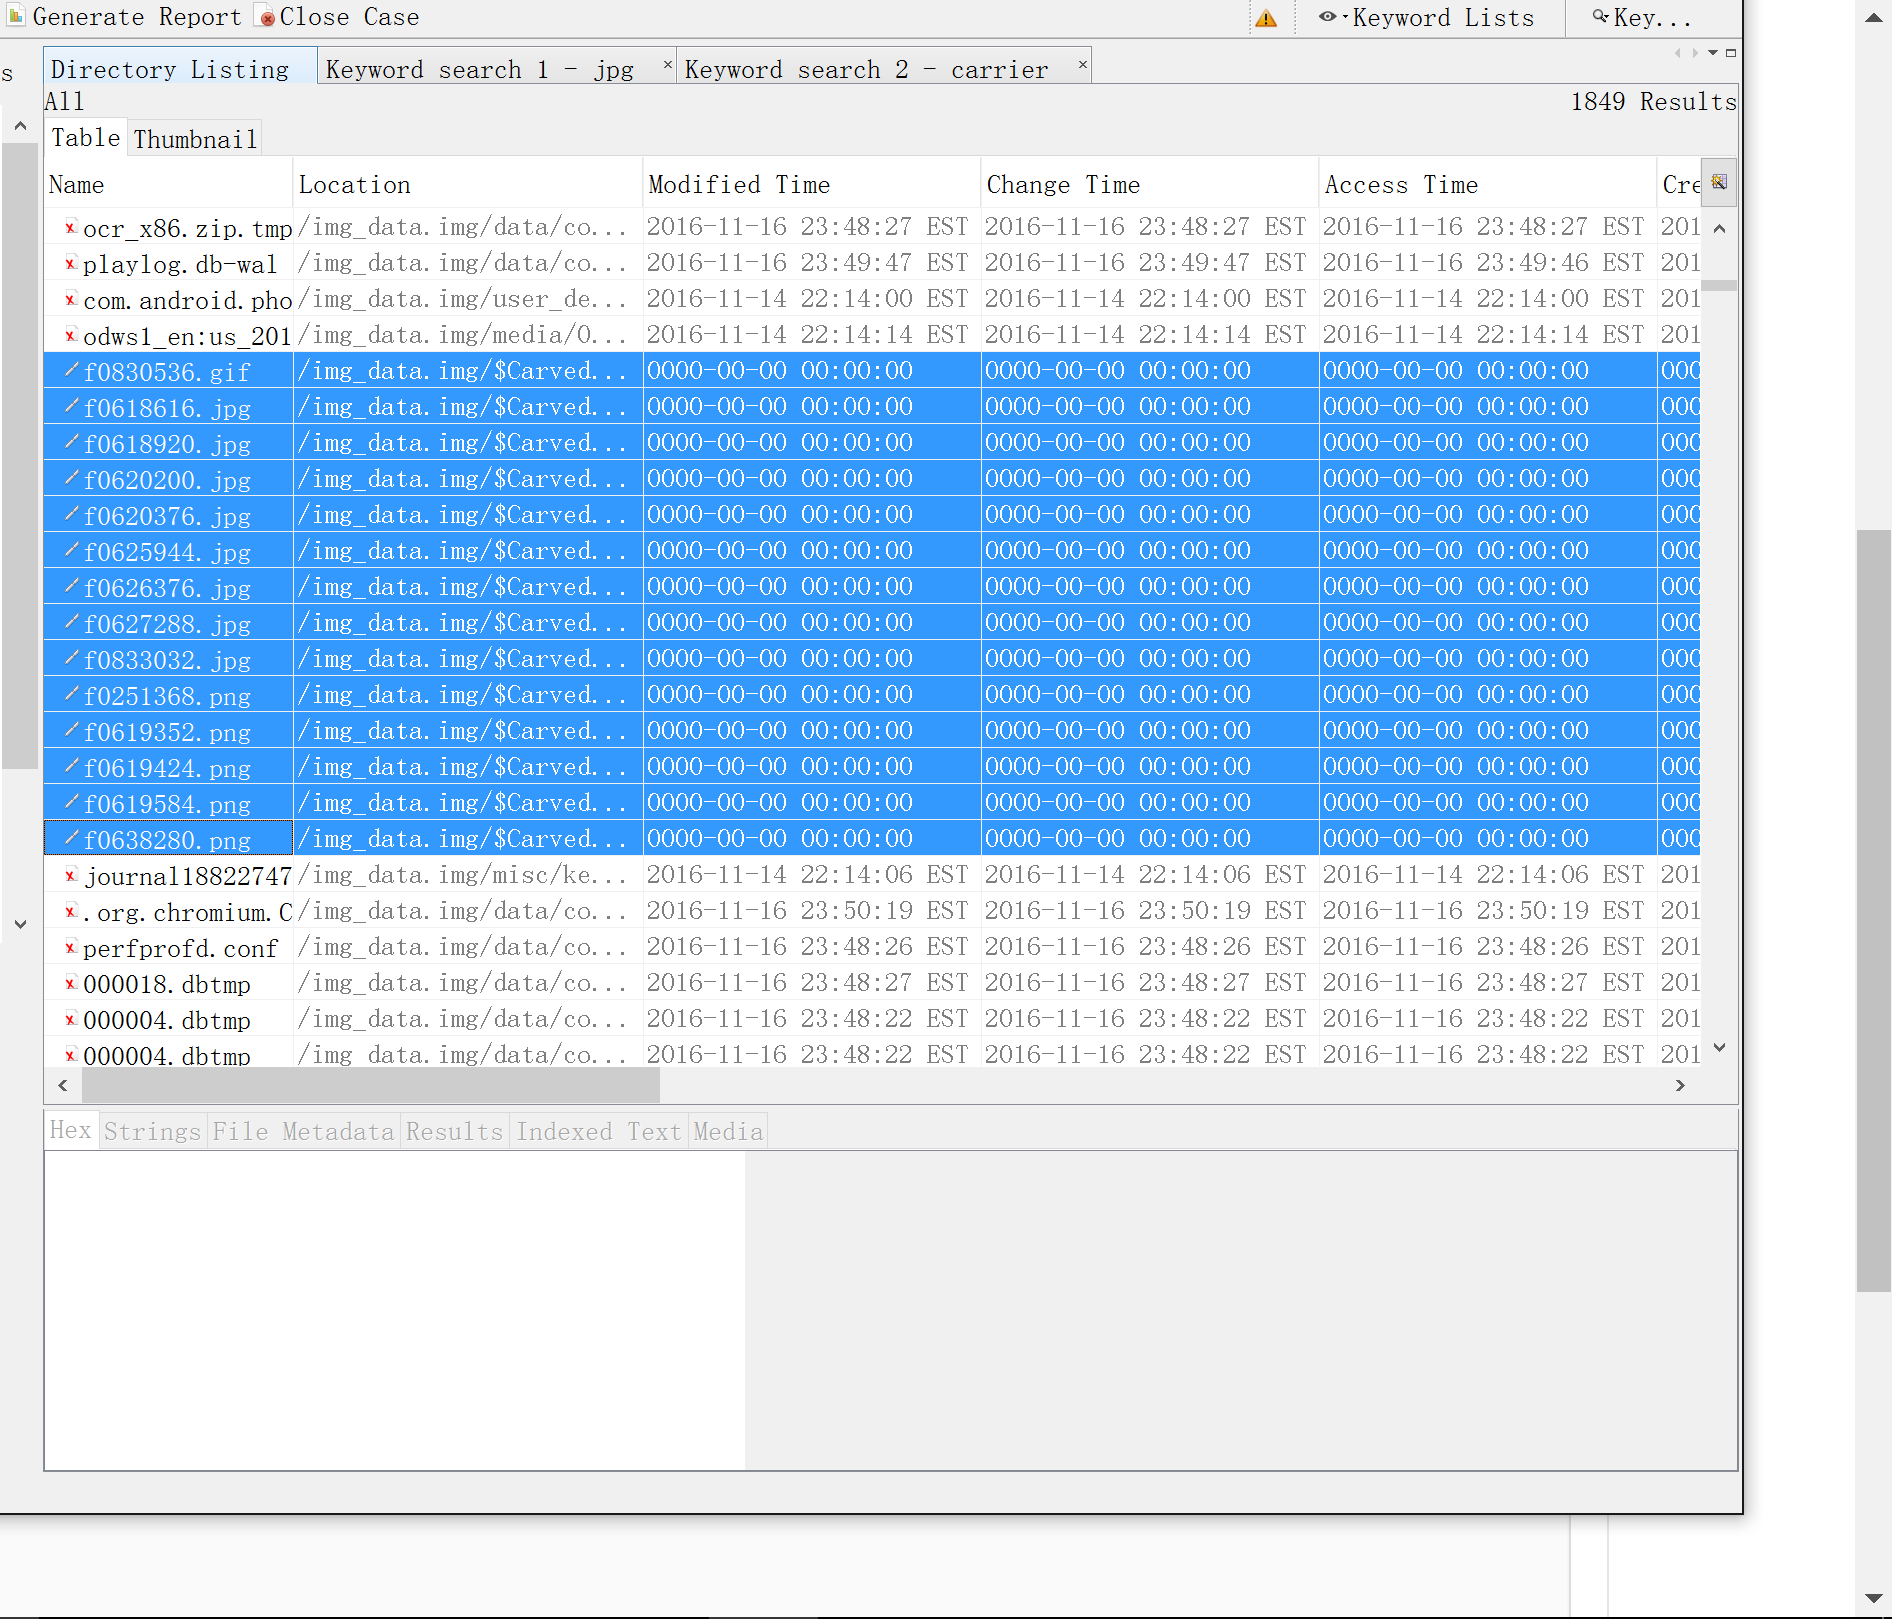 Generate Report Close Case Keyword Lists Key...
s Directory Listing Keyword search 1 - jpg × Keyword search 2 - carrier ×
All 1849 Results
Table Thumbnail
Name Location Modified Time Change Time Access Time Cre
ocr_x86.zip.tmp /img_data.img/data/co... 2016-11-16 23:48:27 EST 2016-11-16 23:48:27 EST 2016-11-16 23:48:27 EST 201
playlog.db-wal /img_data.img/data/co... 2016-11-16 23:49:47 EST 2016-11-16 23:49:47 EST 2016-11-16 23:49:46 EST 201
com.android.pho /img_data.img/user_de... 2016-11-14 22:14:00 EST 2016-11-14 22:14:00 EST 2016-11-14 22:14:00 EST 201
odws1_en:us_201 /img_data.img/media/0... 2016-11-14 22:14:14 EST 2016-11-14 22:14:14 EST 2016-11-14 22:14:14 EST 201
f0830536.gif /img_data.img/$Carved... 0000-00-00 00:00:00 0000-00-00 00:00:00 0000-00-00 00:00:00 000
f0618616.jpg /img_data.img/$Carved... 0000-00-00 00:00:00 0000-00-00 00:00:00 0000-00-00 00:00:00 000
f0618920.jpg /img_data.img/$Carved... 0000-00-00 00:00:00 0000-00-00 00:00:00 0000-00-00 00:00:00 000
f0620200.jpg /img_data.img/$Carved... 0000-00-00 00:00:00 0000-00-00 00:00:00 0000-00-00 00:00:00 000
f0620376.jpg /img_data.img/$Carved... 0000-00-00 00:00:00 0000-00-00 00:00:00 0000-00-00 00:00:00 000
f0625944.jpg /img_data.img/$Carved... 0000-00-00 00:00:00 0000-00-00 00:00:00 0000-00-00 00:00:00 000
f0626376.jpg /img_data.img/$Carved... 0000-00-00 00:00:00 0000-00-00 00:00:00 0000-00-00 00:00:00 000
f0627288.jpg /img_data.img/$Carved... 0000-00-00 00:00:00 0000-00-00 00:00:00 0000-00-00 00:00:00 000
f0833032.jpg /img_data.img/$Carved... 0000-00-00 00:00:00 0000-00-00 00:00:00 0000-00-00 00:00:00 000
f0251368.png /img_data.img/$Carved... 0000-00-00 00:00:00 0000-00-00 00:00:00 0000-00-00 00:00:00 000
f0619352.png /img_data.img/$Carved... 0000-00-00 00:00:00 0000-00-00 00:00:00 0000-00-00 00:00:00 000
f0619424.png /img_data.img/$Carved... 0000-00-00 00:00:00 0000-00-00 00:00:00 0000-00-00 00:00:00 000
f0619584.png /img_data.img/$Carved... 0000-00-00 00:00:00 0000-00-00 00:00:00 0000-00-00 00:00:00 000
f0638280.png /img_data.img/$Carved... 0000-00-00 00:00:00 0000-00-00 00:00:00 0000-00-00 00:00:00 000
journal18822747 /img_data.img/misc/ke... 2016-11-14 22:14:06 EST 2016-11-14 22:14:06 EST 2016-11-14 22:14:06 EST 201
.org.chromium.C /img_data.img/data/co... 2016-11-16 23:50:19 EST 2016-11-16 23:50:19 EST 2016-11-16 23:50:19 EST 201
perfprofd.conf /img_data.img/data/co... 2016-11-16 23:48:26 EST 2016-11-16 23:48:26 EST 2016-11-16 23:48:26 EST 201
000018.dbtmp /img_data.img/data/co... 2016-11-16 23:48:27 EST 2016-11-16 23:48:27 EST 2016-11-16 23:48:27 EST 201
000004.dbtmp /img_data.img/data/co... 2016-11-16 23:48:22 EST 2016-11-16 23:48:22 EST 2016-11-16 23:48:22 EST 201
000004.dbtmp /img_data.img/data/co... 2016-11-16 23:48:22 EST 2016-11-16 23:48:22 EST 2016-11-16 23:48:22 EST 201
Hex Strings File Metadata Results Indexed Text Media